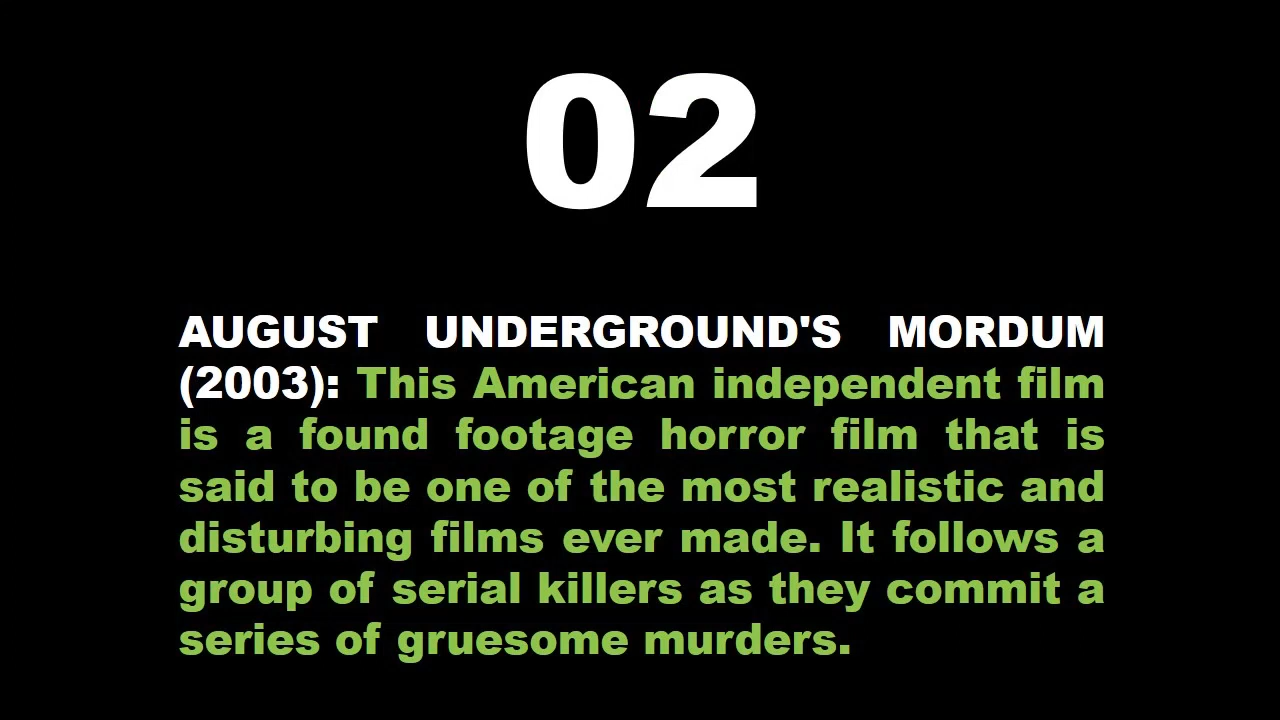 02
AUGUST UNDERGROUND'S MORDUM
(2003): This American independent film
is a found footage horror film that is
said to be one of the most realistic and
disturbing films ever made. It follows a
group of serial killers as they commit a
series of gruesome murders.